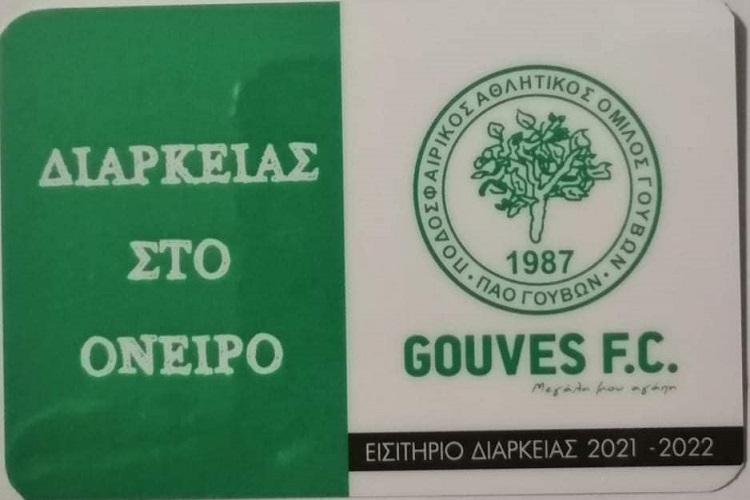 ΔΙΑΡΚΕΙΑΣ
ΣΤΟ
ΟΝΕΙΡΟ
ΠΟΔΟΣΦΑΙΡΙΚΟΣ ΑΘΛΗΤΙΚΟΣ ΟΜΙΛΟΣ ΓΟΥΒΩΝ
1987
• ΠΑΟ ΓΟΥΒΩΝ •
GOUVES F.C.
Μεγάλη μου αγάπη
ΕΙΣΙΤΗΡΙΟ ΔΙΑΡΚΕΙΑΣ 2021 - 2022